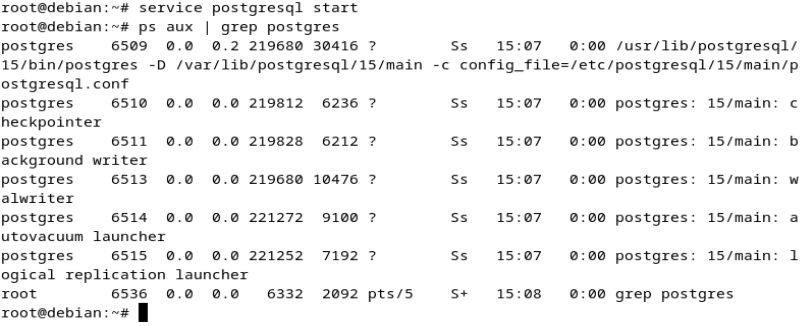 root@debian:~# service postgresql start
root@debian:~# ps aux | grep postgres
postgres    6509  0.0  0.2 219680 30416 ?        Ss   15:07   0:00 /usr/lib/postgresql/
15/bin/postgres -D /var/lib/postgresql/15/main -c config_file=/etc/postgresql/15/main/p
ostgresql.conf
postgres    6510  0.0  0.0 219812  6236 ?        Ss   15:07   0:00 postgres: 15/main: c
heckpointer
postgres    6511  0.0  0.0 219828  6212 ?        Ss   15:07   0:00 postgres: 15/main: b
ackground writer
postgres    6513  0.0  0.0 219680 10476 ?        Ss   15:07   0:00 postgres: 15/main: w
alwriter
postgres    6514  0.0  0.0 221272  9100 ?        Ss   15:07   0:00 postgres: 15/main: a
utovacuum launcher
postgres    6515  0.0  0.0 221252  7192 ?        Ss   15:07   0:00 postgres: 15/main: l
ogical replication launcher
root        6536  0.0  0.0   6332  2092 pts/5    S+   15:08   0:00 grep postgres
root@debian:~#